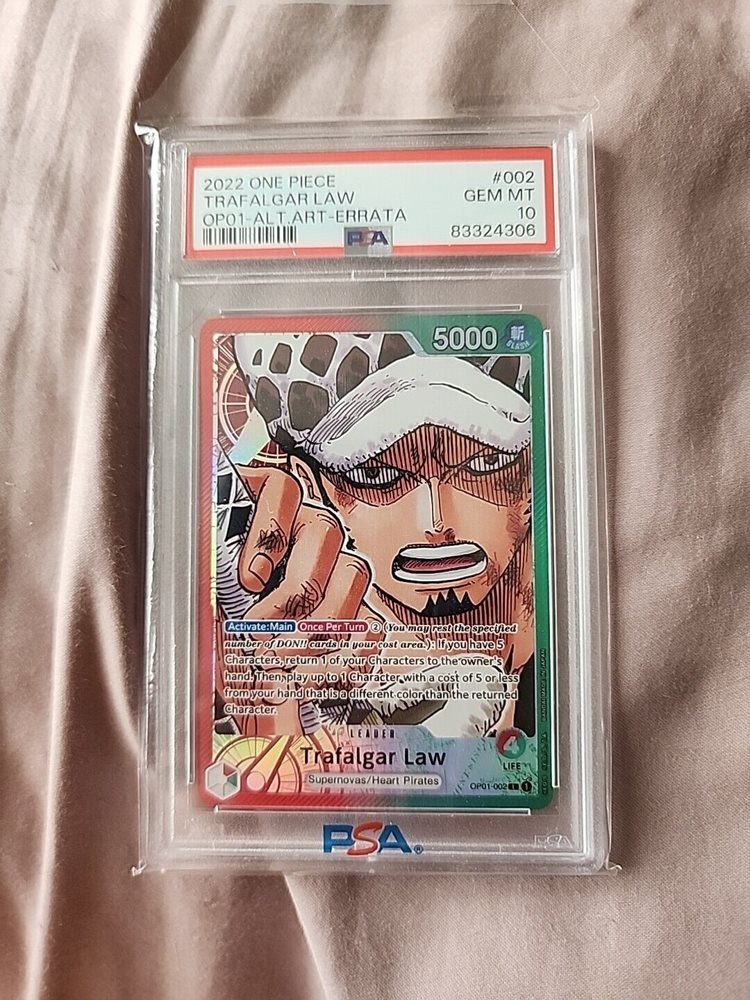 2022 ONE PIECE #002
TRAFALGAR LAW GEM MT
OP01-ALT.ART-ERRATA 10
PSA 83324306
5000 斬
SLASH
Activate:Main Once Per Turn ② (You may rest the specified
number of DON!! cards in your cost area.): If you have 5
Characters, return 1 of your Characters to the owner's
hand. Then, play up to 1 Character with a cost of 5 or less
from your hand that is a different color than the returned
Character.
LEADER
Trafalgar Law
4
LIFE
Supernovas/Heart Pirates
OP01-002 L 1
PSA